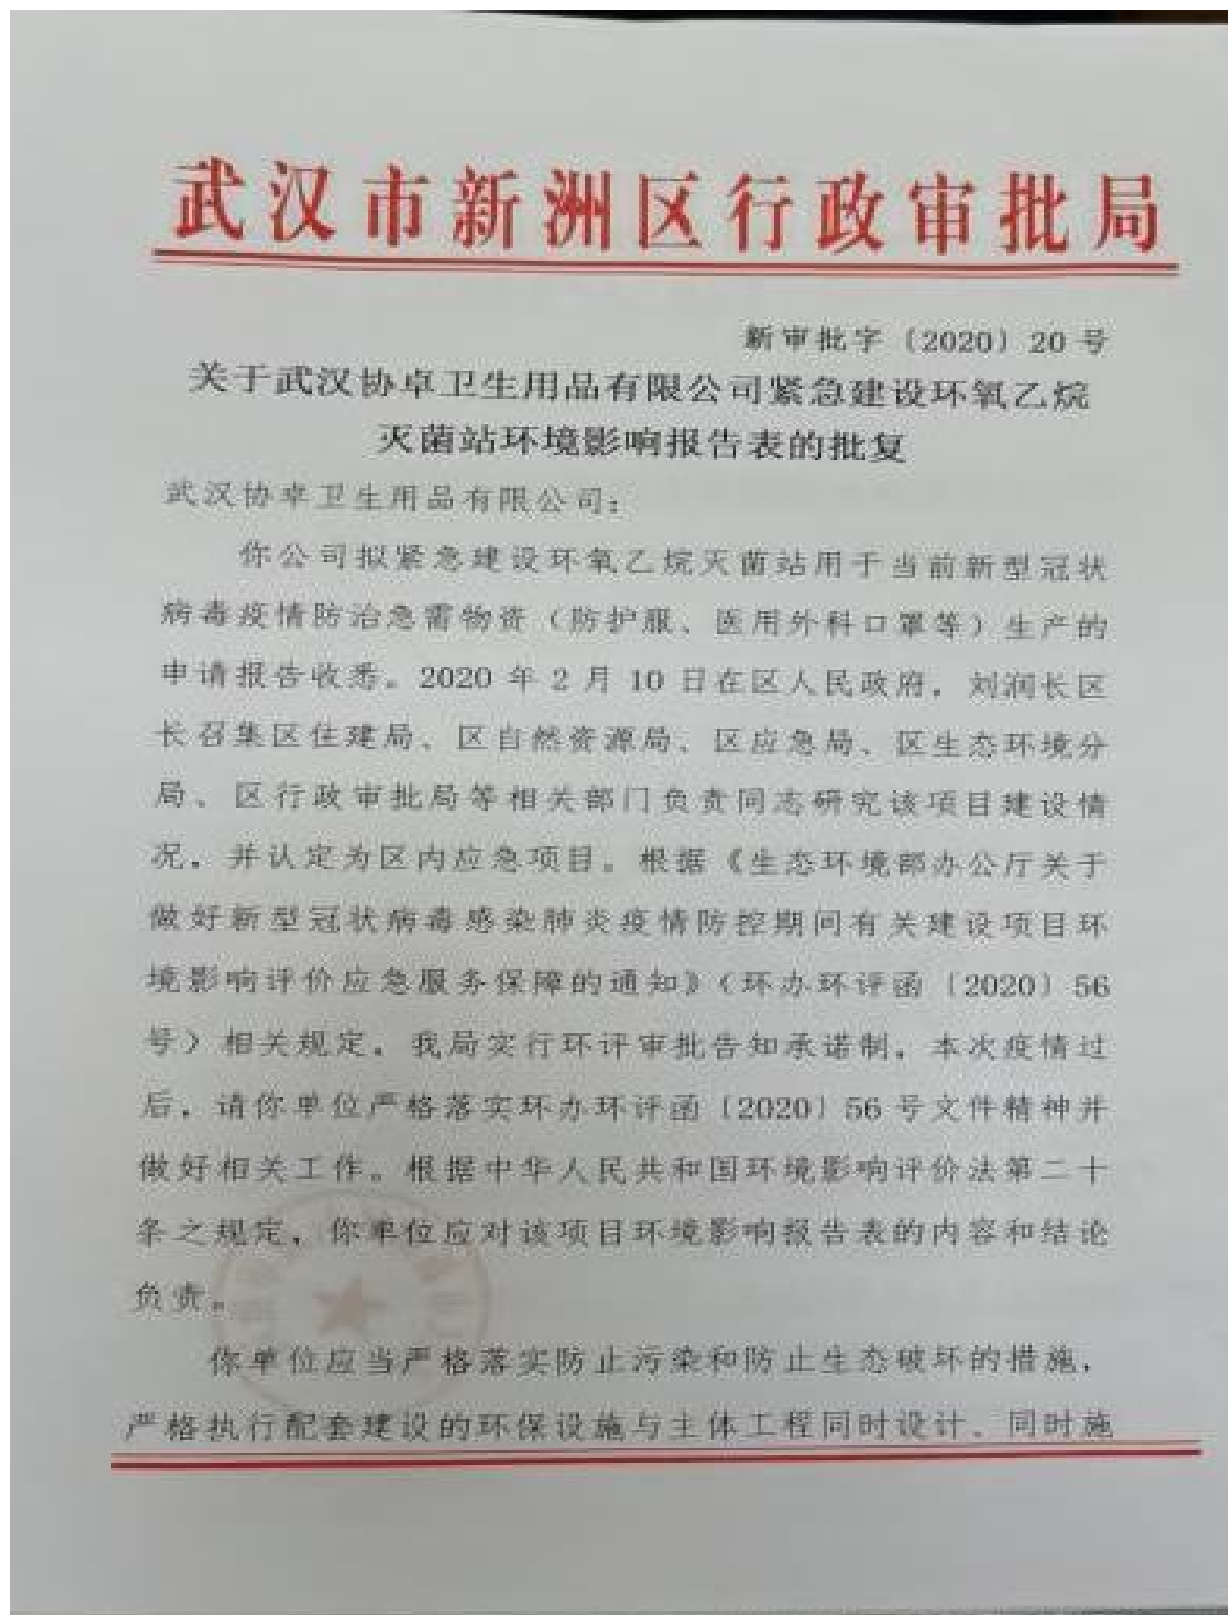 武汉市新洲区行政审批局
新审批字〔2020〕20号
关于武汉协卓卫生用品有限公司紧急建设环氧乙烷
灭菌站环境影响报告表的批复
武汉协卓卫生用品有限公司：
你公司拟紧急建设环氧乙烷灭菌站用于当前新型冠状
病毒疫情防治急需物资（防护服、医用外科口罩等）生产的
申请报告收悉。2020年2月10日在区人民政府，刘润长区
长召集区住建局、区自然资源局、区应急局、区生态环境分
局、区行政审批局等相关部门负责同志研究该项目建设情
况，并认定为区内应急项目。根据《生态环境部办公厅关于
做好新型冠状病毒感染肺炎疫情防控期间有关建设项目环
境影响评价应急服务保障的通知》（环办环评函〔2020〕56
号）相关规定，我局实行环评审批告知承诺制，本次疫情过
后，请你单位严格落实环办环评函〔2020〕56号文件精神并
做好相关工作。根据中华人民共和国环境影响评价法第二十
条之规定，你单位应对该项目环境影响报告表的内容和结论
负责。
你单位应当严格落实防止污染和防止生态破坏的措施，
严格执行配套建设的环保设施与主体工程同时设计、同时施